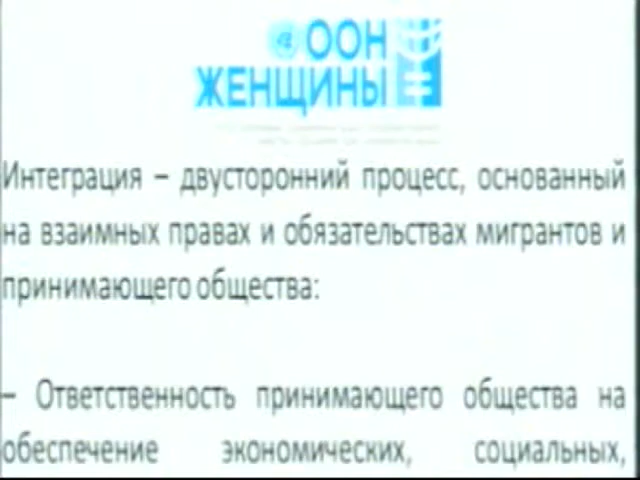 ООН
ЖЕНЩИНЫ
Интеграция – двусторонний процесс, основанный
на взаимных правах и обязательствах мигрантов и
принимающего общества:
– Ответственность принимающего общества на
обеспечение экономических, социальных,